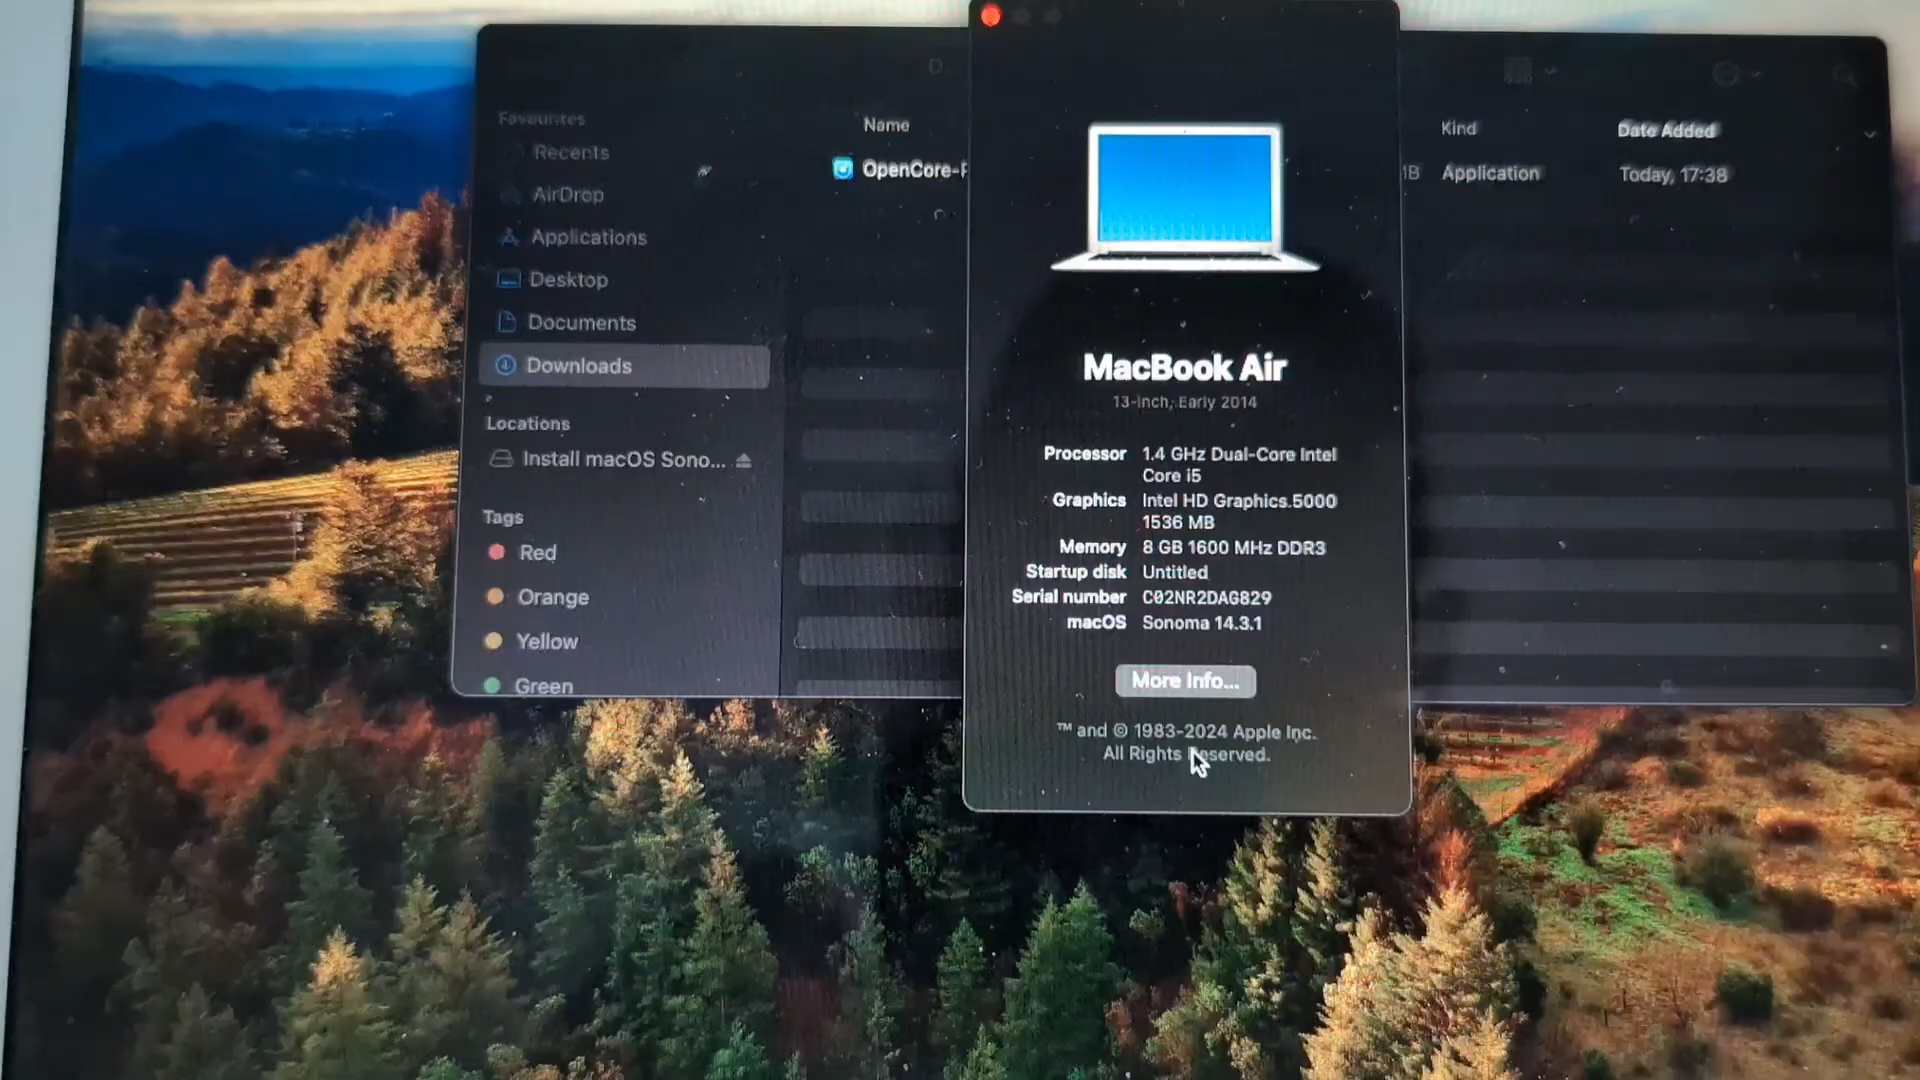 Favourites
Recents
AirDrop
Applications
Desktop
Documents
Downloads
Locations
Install macOS Sono...
Tags
Red
Orange
Yellow
Green
D
Name
OpenCore-P
MacBook Air
13-inch, Early 2014
Processor 1.4 GHz Dual-Core Intel
Core i5
Graphics Intel HD Graphics 5000
1536 MB
Memory 8 GB 1600 MHz DDR3
Startup disk Untitled
Serial number C02NR2DAG829
macOS Sonoma 14.3.1
More Info...
™ and © 1983-2024 Apple Inc.
All Rights Reserved.
Kind
Date Added
MB
Application
Today, 17:38